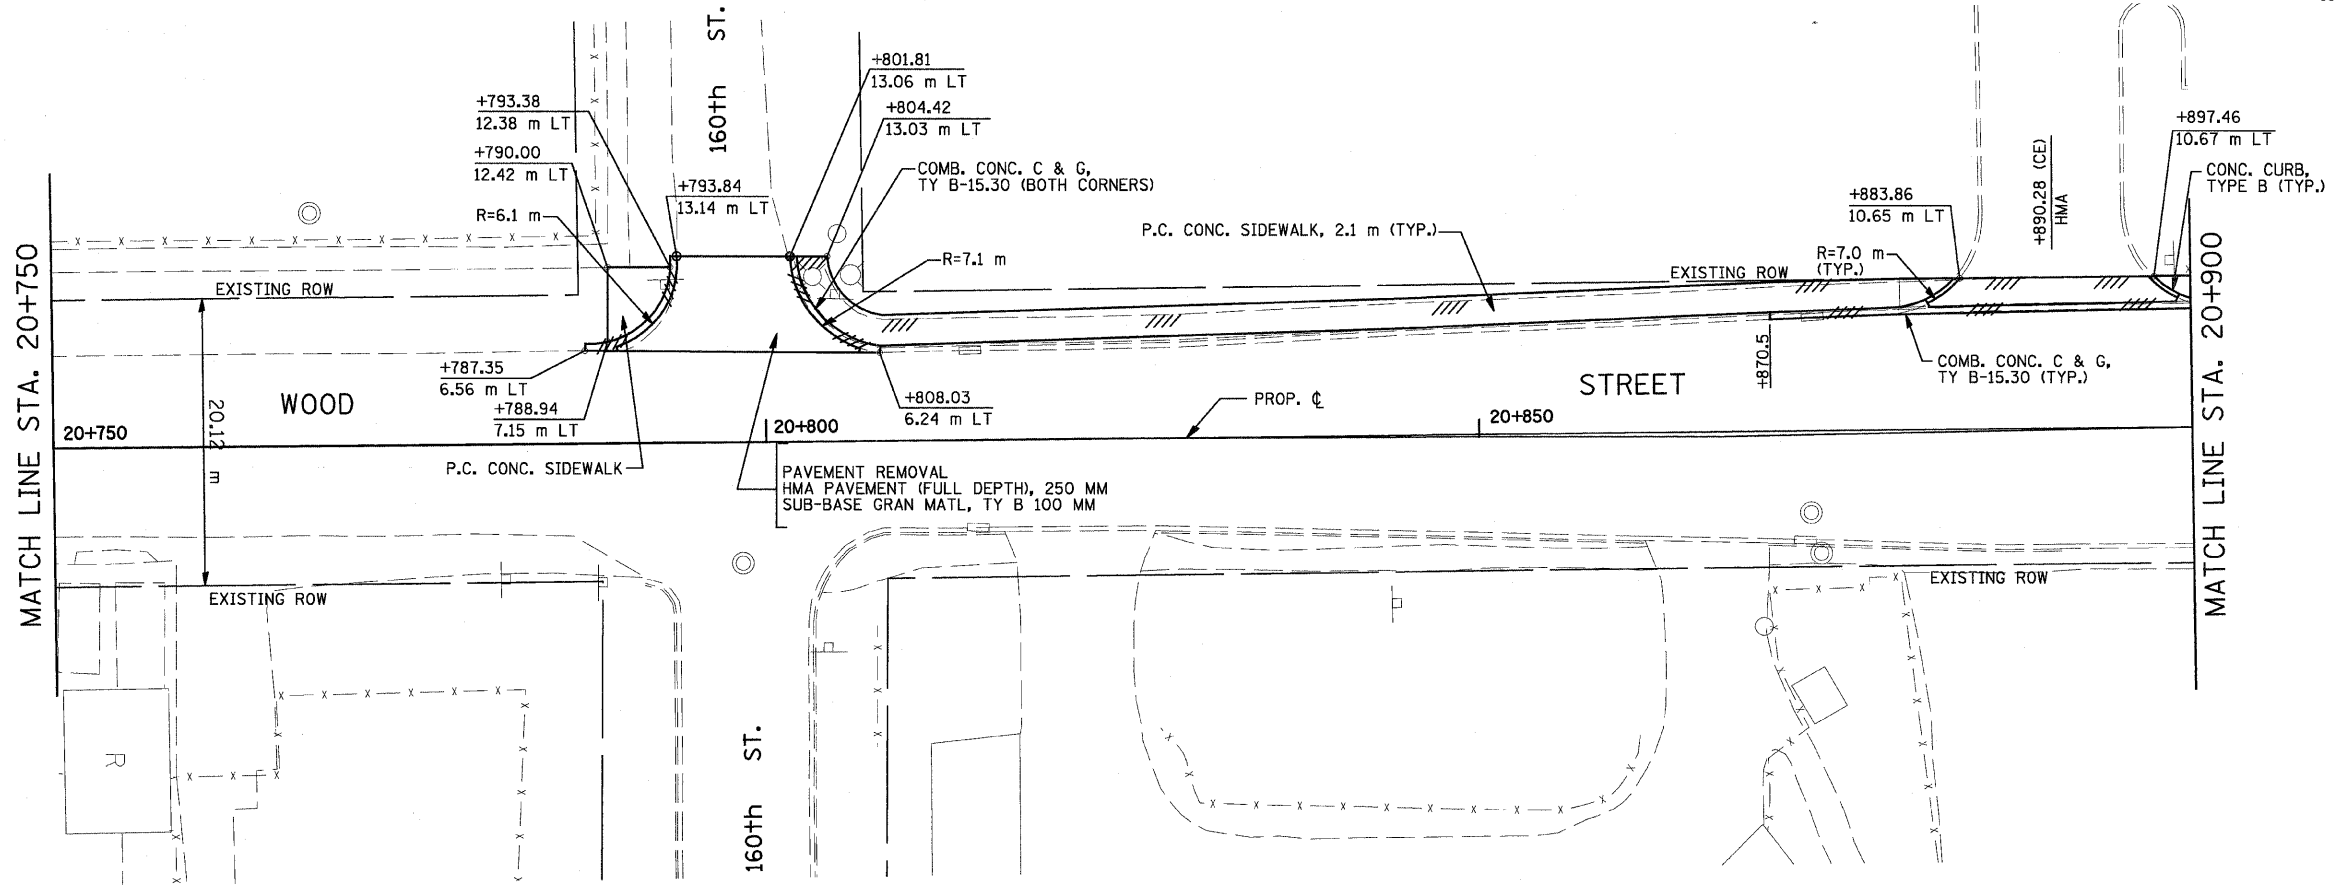 160th ST.
+801.81
13.06 m LT
+804.42
13.03 m LT
+793.38
12.38 m LT
+790.00
12.42 m LT
+793.84
13.14 m LT
R=6.1 m
COMB. CONC. C & G,
TY B-15.30 (BOTH CORNERS)
R=7.1 m
P.C. CONC. SIDEWALK, 2.1 m (TYP.)
EXISTING ROW
+883.86
10.65 m LT
R=7.0 m
(TYP.)
+890.28 (CE)
HMA
+897.46
10.67 m LT
CONC. CURB,
TYPE B (TYP.)
MATCH LINE STA. 20+750
EXISTING ROW
20.12 m
WOOD
20+750
+787.35
6.56 m LT
+788.94
7.15 m LT
P.C. CONC. SIDEWALK
20+800
+808.03
6.24 m LT
PROP. ℄
20+850
STREET
+870.5
COMB. CONC. C & G,
TY B-15.30 (TYP.)
MATCH LINE STA. 20+900
PAVEMENT REMOVAL
HMA PAVEMENT (FULL DEPTH), 250 MM
SUB-BASE GRAN MATL, TY B 100 MM
EXISTING ROW
EXISTING ROW
R
160th ST.